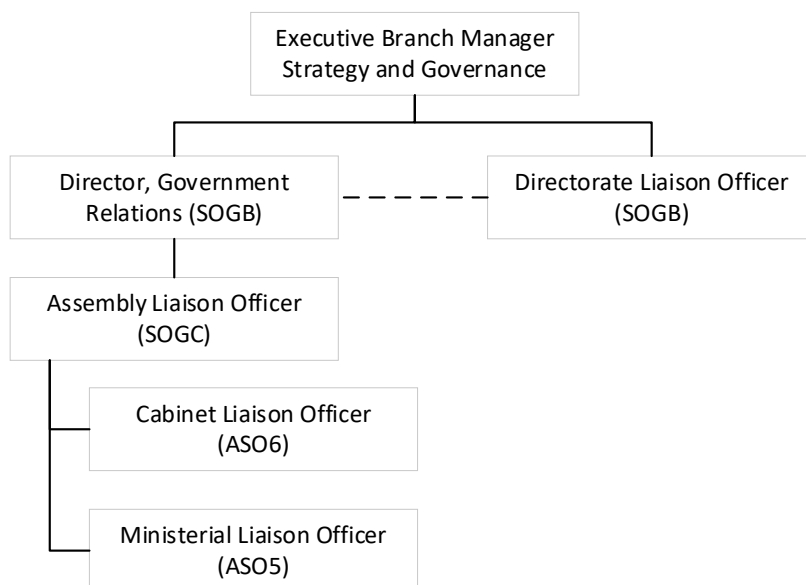 Executive Branch Manager
Strategy and Governance
Director, Government
Relations (SOGB)
Directorate Liaison Officer
(SOGB)
Assembly Liaison Officer
(SOGC)
Cabinet Liaison Officer
(ASO6)
Ministerial Liaison Officer
(ASO5)